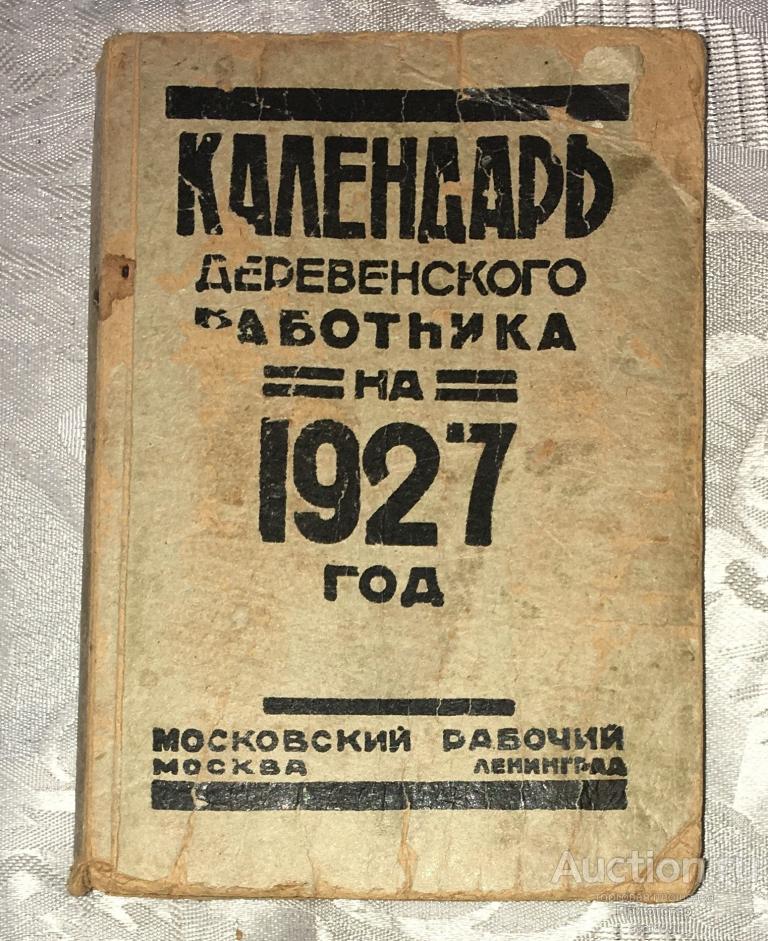 КАЛЕНДАРЬ
ДЕРЕВЕНСКОГО
РАБОТНИКА
НА
1927
ГОД
МОСКОВСКИЙ РАБОЧИЙ
МОСКВА ЛЕНИНГРАД
Auction.ru